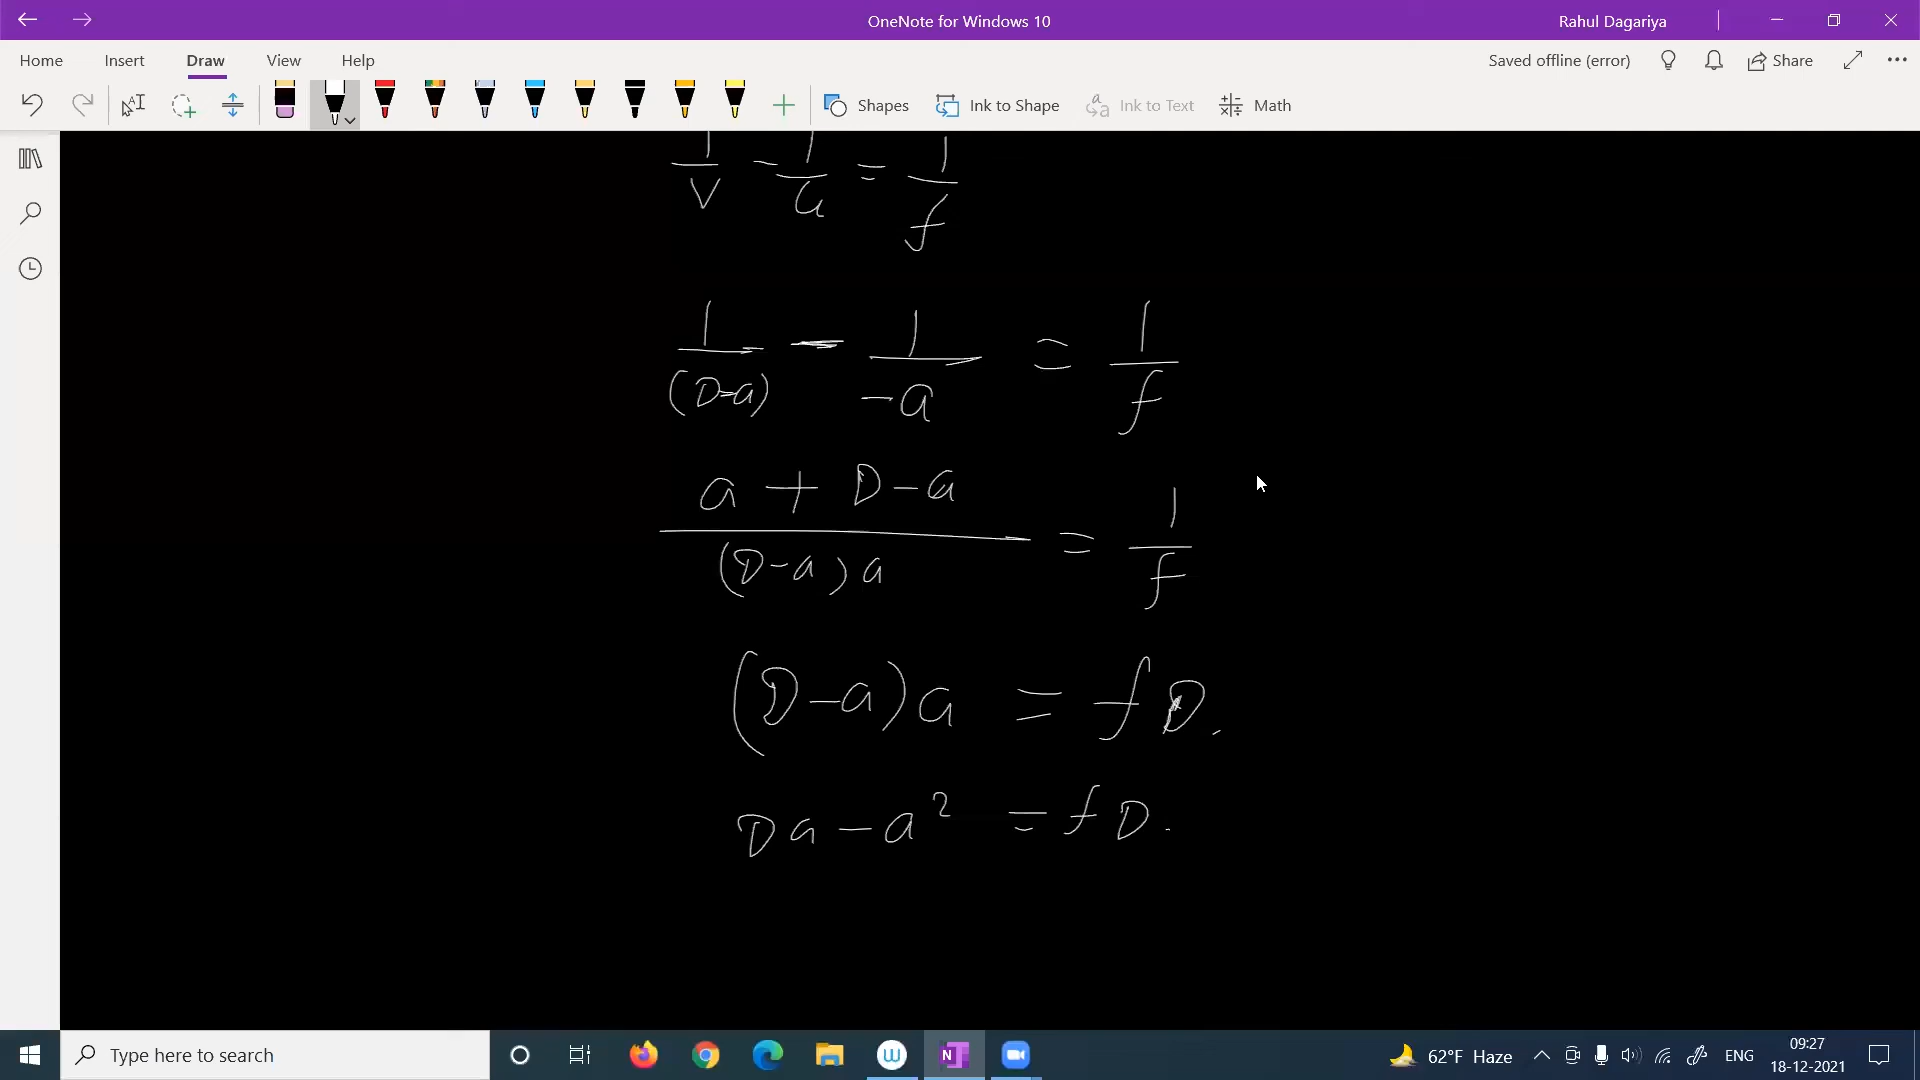 OneNote for Windows 10 Rahul Dagariya
Home Insert Draw View Help Saved offline (error) Share
Shapes Ink to Shape Ink to Text Math
1/v - 1/u = 1/f
1/(D-a) - 1/-a = 1/f
a + D - a / (D-a) a = 1/f
(D-a) a = fD.
Da - a² = fD.
Type here to search 62°F Haze ENG 09:27
18-12-2021